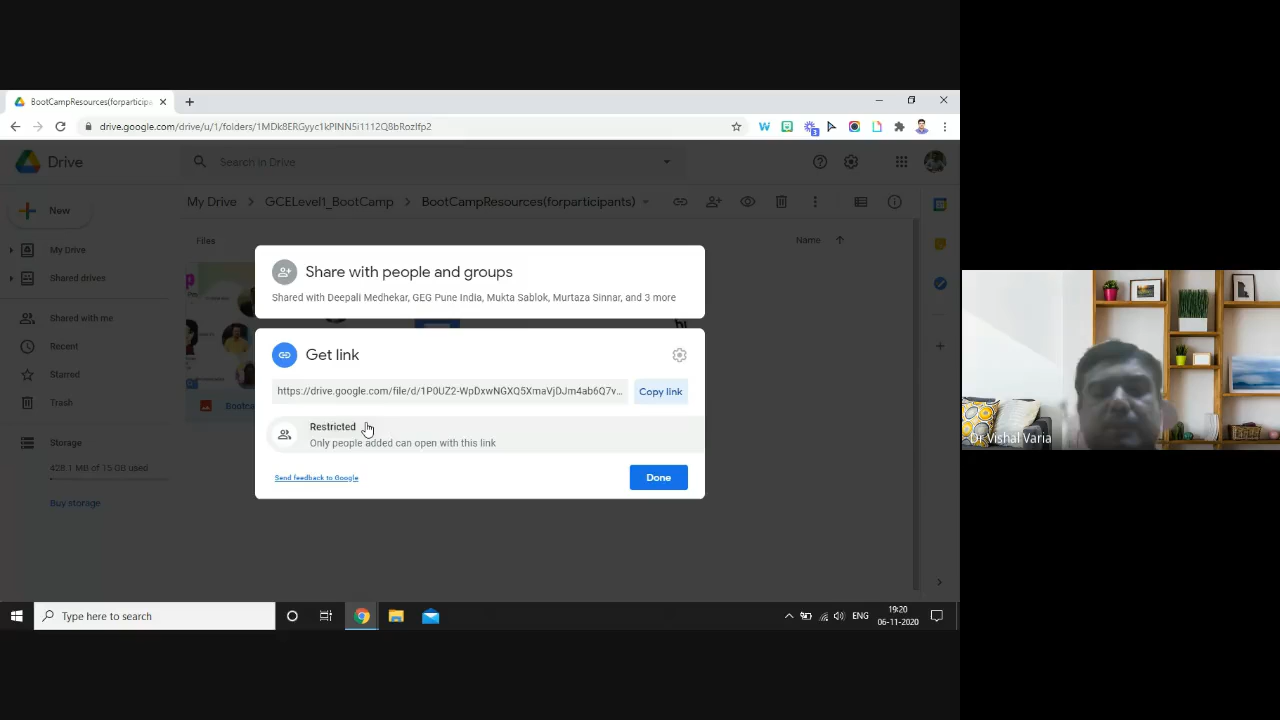 BootCampResources(forparticipa
drive.google.com/drive/u/1/folders/1MDk8ERGyyc1kPlNN5i1112Q8bRozIfp2
Drive
Search in Drive
New
My Drive
GCELevel1_BootCamp
BootCampResources(forparticipants)
My Drive
Shared drives
Shared with me
Recent
Starred
Trash
Storage
428.1 MB of 15 GB used
Buy storage
Files
Name
Bootca
Share with people and groups
Shared with Deepali Medhekar, GEG Pune India, Mukta Sablok, Murtaza Sinnar, and 3 more
Get link
https://drive.google.com/file/d/1P0UZ2-WpDxwNGXQ5XmaVjDJm4ab6Q7v...
Copy link
Restricted
Only people added can open with this link
Send feedback to Google
Done
Dr Vishal Varia
Type here to search
ENG
19:20
06-11-2020